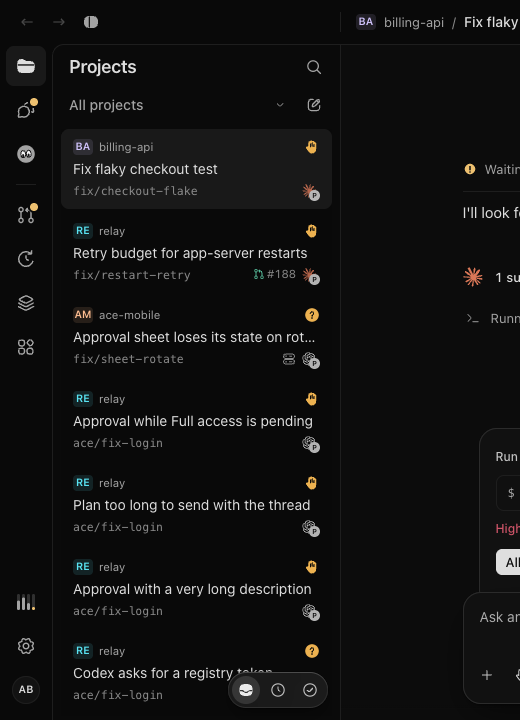 BA billing-api / Fix flaky
Projects
All projects
BA billing-api
Fix flaky checkout test
fix/checkout-flake
P
RE relay
Retry budget for app-server restarts
fix/restart-retry #188
P
AM ace-mobile ?
Approval sheet loses its state on rot...
fix/sheet-rotate
P
RE relay
Approval while Full access is pending
ace/fix-login
P
RE relay
Plan too long to send with the thread
ace/fix-login
P
RE relay
Approval with a very long description
ace/fix-login
P
RE relay ?
Codex asks for a registry token
ace/fix-login
AB
Waitin
I'll look f
1 su
Runn
Run
$
High
All
Ask an